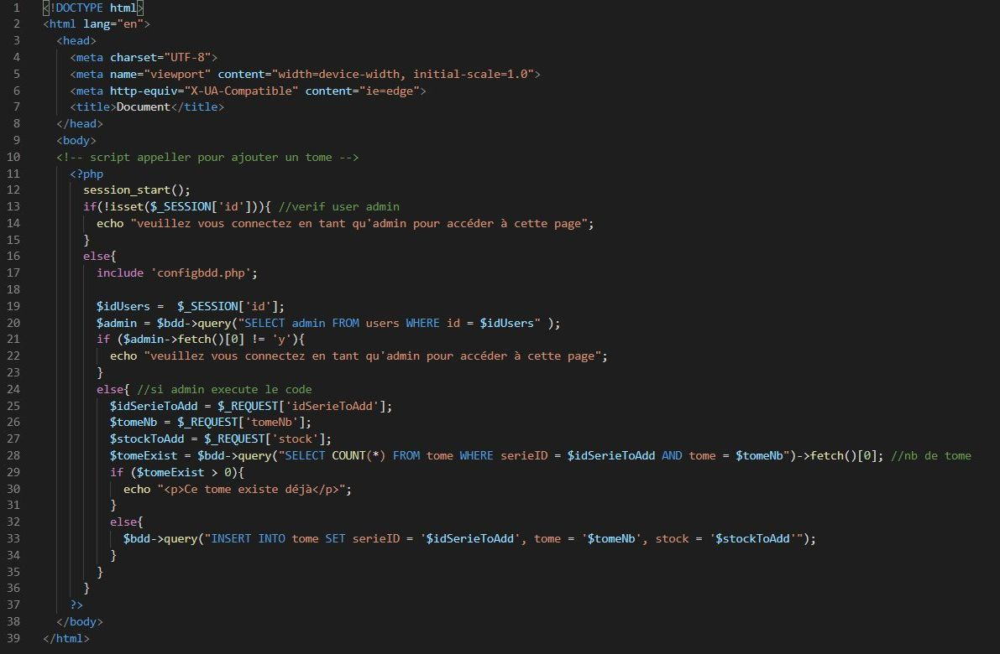 1 <!DOCTYPE html>
2 <html lang="en">
3 <head>
4 <meta charset="UTF-8">
5 <meta name="viewport" content="width=device-width, initial-scale=1.0">
6 <meta http-equiv="X-UA-Compatible" content="ie=edge">
7 <title>Document</title>
8 </head>
9 <body>
10 <!-- script appeller pour ajouter un tome -->
11 <?php
12 session_start();
13 if(!isset($_SESSION['id'])){ //verif user admin
14 echo "veuillez vous connectez en tant qu'admin pour accéder à cette page";
15 }
16 else{
17 include 'configbdd.php';
18
19 $idUsers =  $_SESSION['id'];
20 $admin = $bdd->query("SELECT admin FROM users WHERE id = $idUsers" );
21 if ($admin->fetch()[0] != 'y'){
22 echo "veuillez vous connectez en tant qu'admin pour accéder à cette page";
23 }
24 else{ //si admin execute le code
25 $idSerieToAdd = $_REQUEST['idSerieToAdd'];
26 $tomeNb = $_REQUEST['tomeNb'];
27 $stockToAdd = $_REQUEST['stock'];
28 $tomeExist = $bdd->query("SELECT COUNT(*) FROM tome WHERE serieID = $idSerieToAdd AND tome = $tomeNb")->fetch()[0]; //nb de tome
29 if ($tomeExist > 0){
30 echo "<p>Ce tome existe déjà</p>";
31 }
32 else{
33 $bdd->query("INSERT INTO tome SET serieID = '$idSerieToAdd', tome = '$tomeNb', stock = '$stockToAdd'");
34 }
35 }
36 }
37 ?>
38 </body>
39 </html>